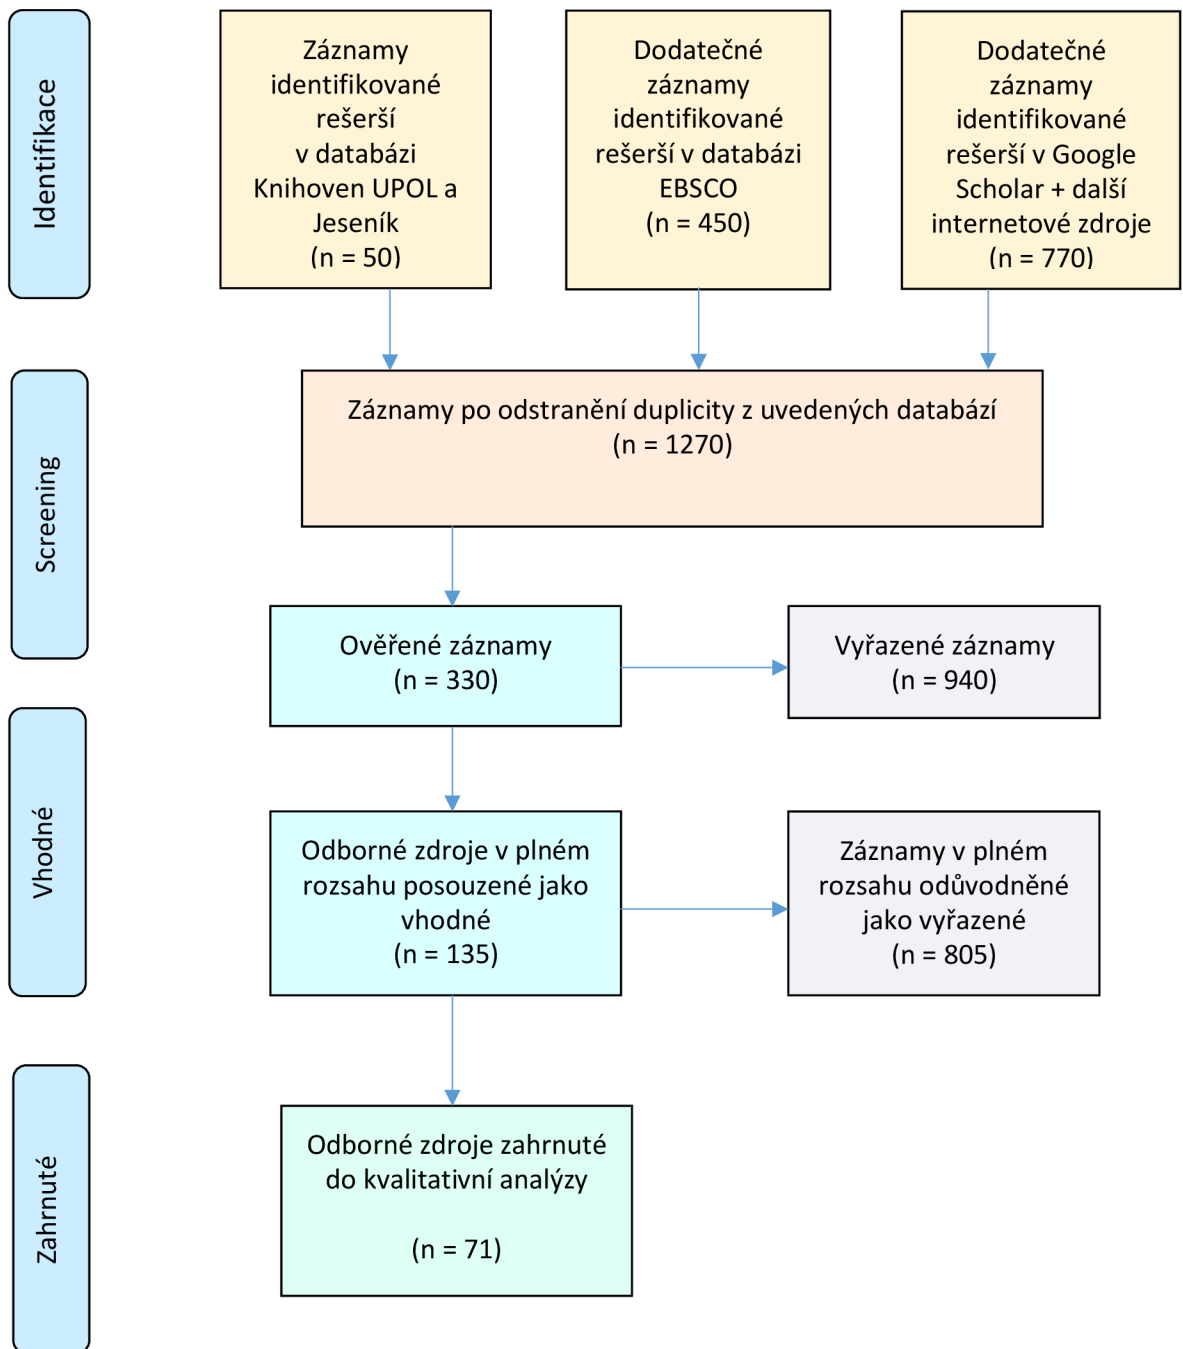 Identifikace
Záznamy
identifikované
rešerší
v databázi
Knihoven UPOL a
Jeseník
(n = 50)
Dodatečné
záznamy
identifikované
rešerší v databázi
EBSCO
(n = 450)
Dodatečné
záznamy
identifikované
rešerší v Google
Scholar + další
internetové zdroje
(n = 770)
Screening
Záznamy po odstranění duplicity z uvedených databází
(n = 1270)
Ověřené záznamy
(n = 330)
Vyřazené záznamy
(n = 940)
Vhodné
Odborné zdroje v plném
rozsahu posouzené jako
vhodné
(n = 135)
Záznamy v plném
rozsahu odůvodněné
jako vyřazené
(n = 805)
Zahrnuté
Odborné zdroje zahrnuté
do kvalitativní analýzy
(n = 71)